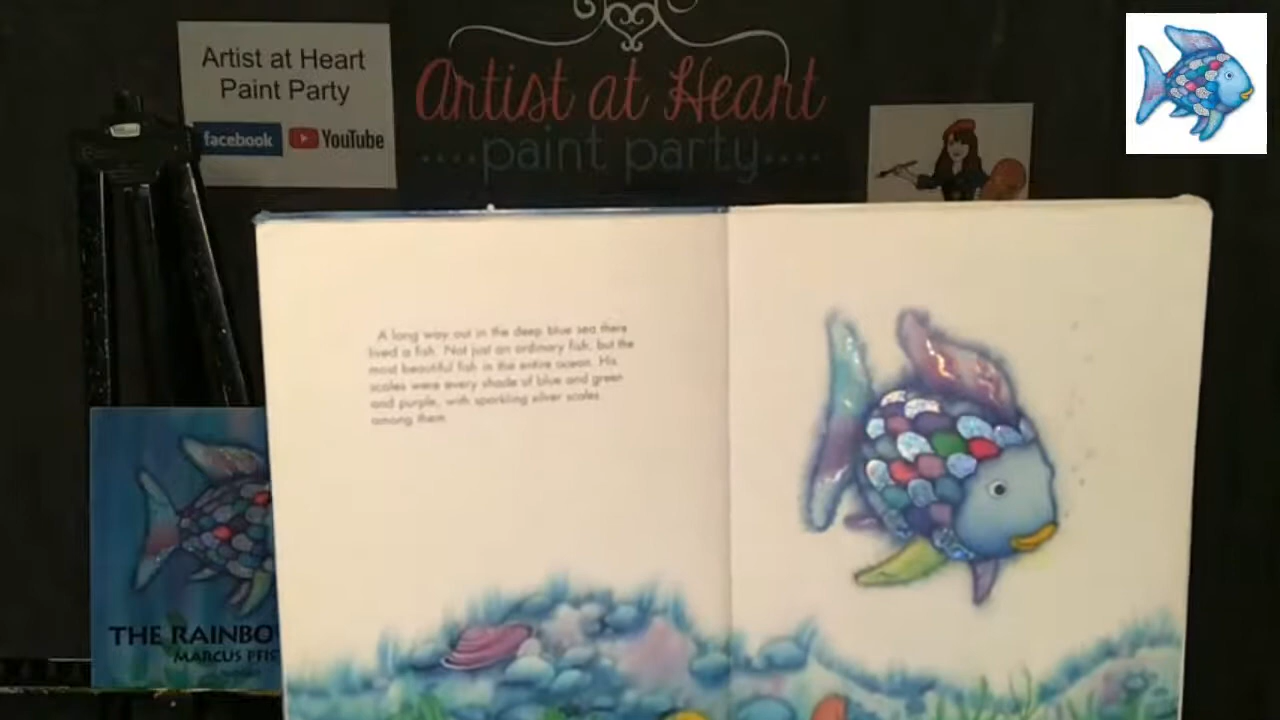 Artist at Heart
Paint Party
facebook YouTube
Artist at Heart
....paint party....
A long way out in the deep blue sea there
lived a fish. Not just an ordinary fish, but the
most beautiful fish in the entire ocean. His
scales were every shade of blue and green
and purple, with sparkling silver scales
among them.
THE RAINBO
MARCUS PFIS